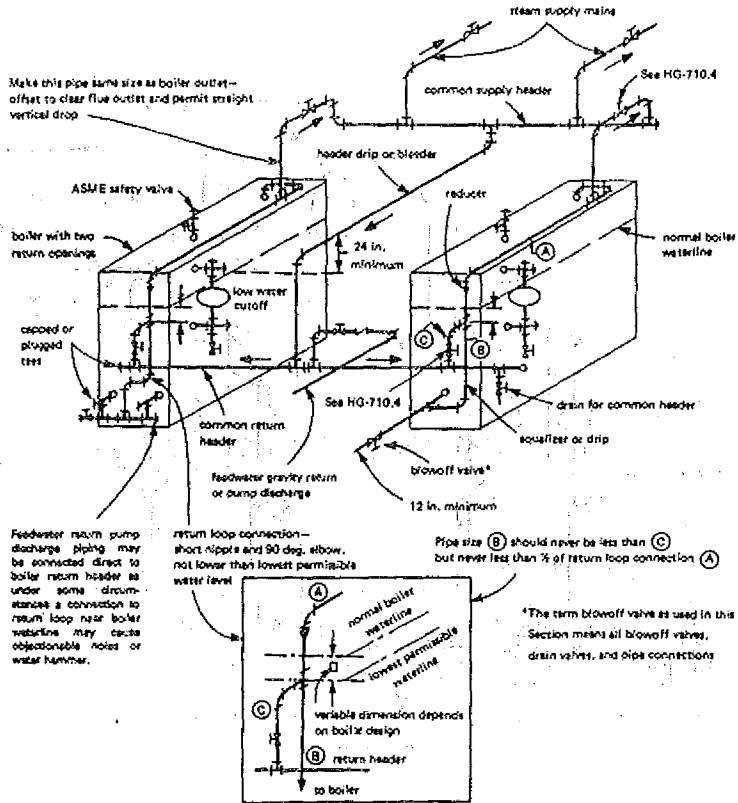 steam supply mains
Make this pipe same size as boiler outlet—
offset to clear flue outlet and permit straight
vertical drop
See HG-710.4
common supply header
header drip or bleeder
ASME safety valve
reducer
boiler with two
return openings
24 in.
minimum
A
normal boiler
waterline
low water
cutoff
capped or
plugged
tees
C
B
See HG-710.4
common return
header
drain for common header
equalizer or drip
feedwater gravity return
or pump discharge
blowoff valve*
12 in. minimum
Feedwater return pump
discharge piping may
be connected direct to
boiler return header as
under some circum-
stances a connection to
return loop near boiler
waterline may cause
objectionable noise or
water hammer.
return loop connection—
short nipple and 90 deg. elbow,
not lower than lowest permissible
water level
Pipe size B should never be less than C
but never less than ½ of return loop connection A
*The term blowoff valve as used in this
Section means all blowoff valves,
drain valves, and pipe connections
A
normal boiler
waterline
lowest permissible
waterline
C
variable dimension depends
on boiler design
B return header
to boiler